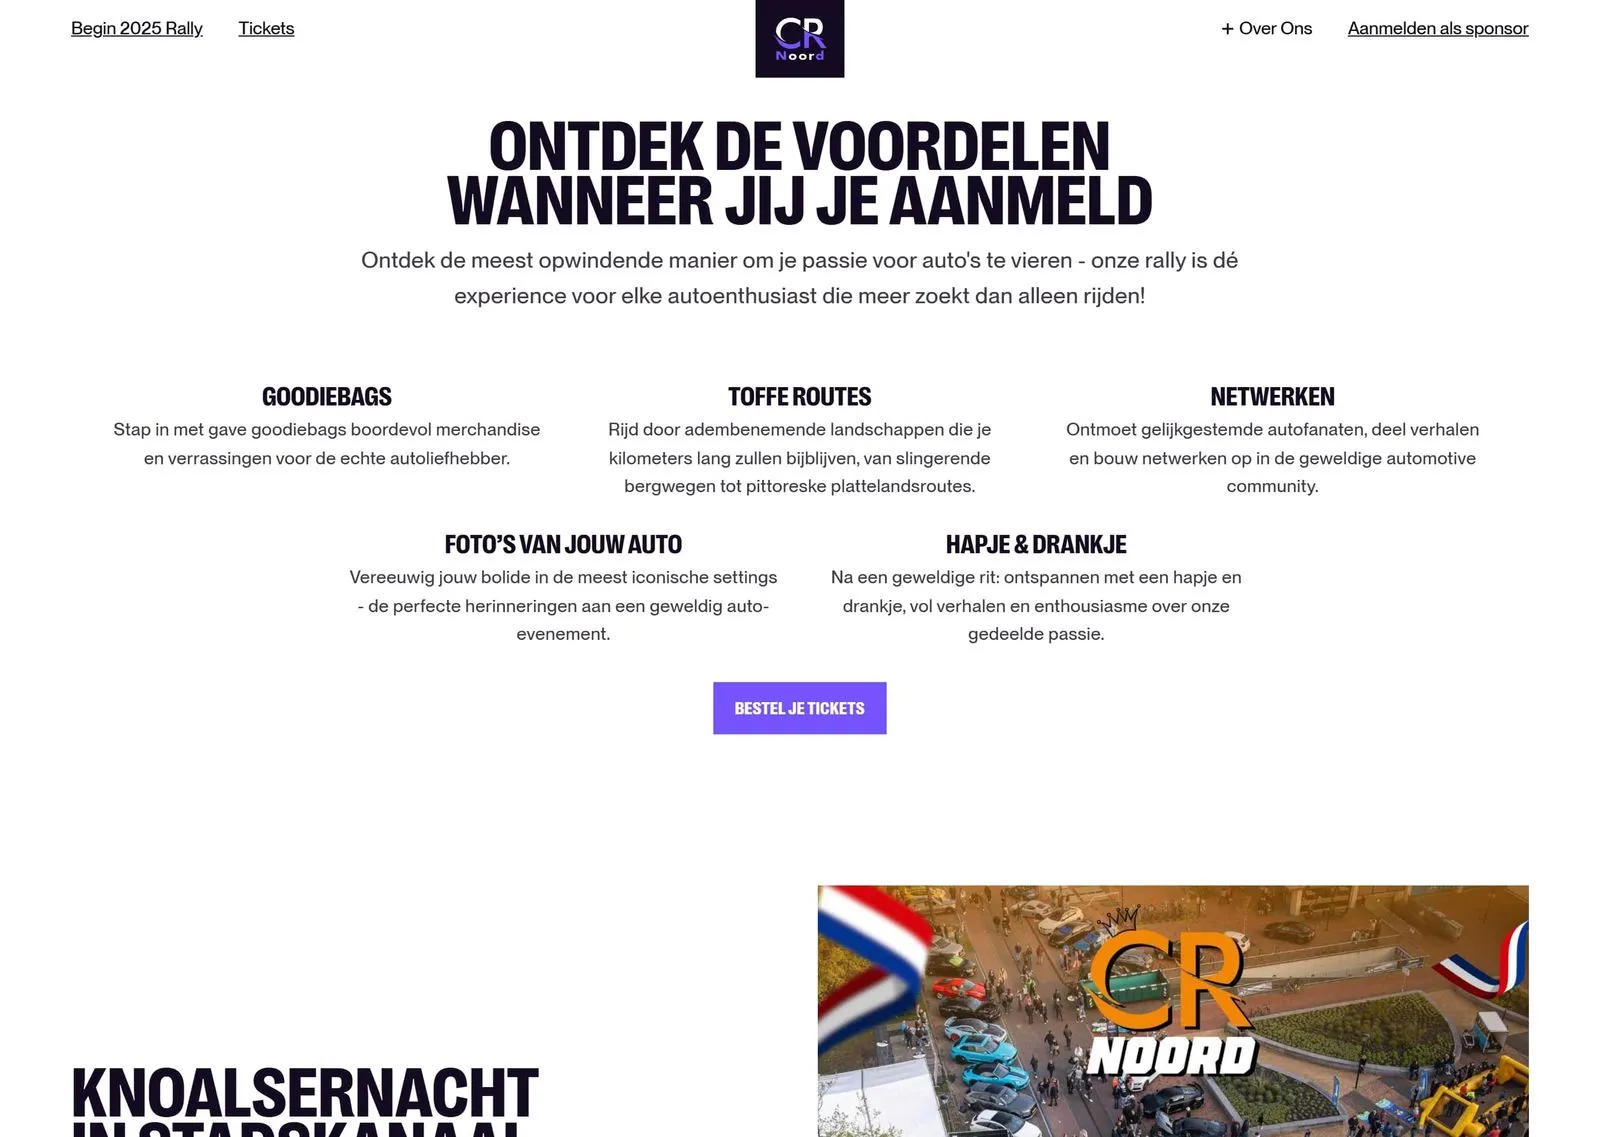 Begin 2025 Rally
Tickets
CR
Noord
+ Over Ons
Aanmelden als sponsor
ONTDEK DE VOORDELEN
WANNEER JIJ JE AANMELD
Ontdek de meest opwindende manier om je passie voor auto's te vieren - onze rally is dé
experience voor elke autoenthusiast die meer zoekt dan alleen rijden!
GOODIEBAGS
Stap in met gave goodiebags boordevol merchandise
en verrassingen voor de echte autoliefhebber.
TOFFE ROUTES
Rijd door adembenemende landschappen die je
kilometers lang zullen bijblijven, van slingerende
bergwegen tot pittoreske plattelandsroutes.
NETWERKEN
Ontmoet gelijkgestemde autofanaten, deel verhalen
en bouw netwerken op in de geweldige automotive
community.
FOTO’S VAN JOUW AUTO
Vereeuwig jouw bolide in de meest iconische settings
- de perfecte herinneringen aan een geweldig auto-
evenement.
HAPJE & DRANKJE
Na een geweldige rit: ontspannen met een hapje en
drankje, vol verhalen en enthousiasme over onze
gedeelde passie.
BESTEL JE TICKETS
KNOALSERNACHT
IN STADSKANAAL
CR
NOORD